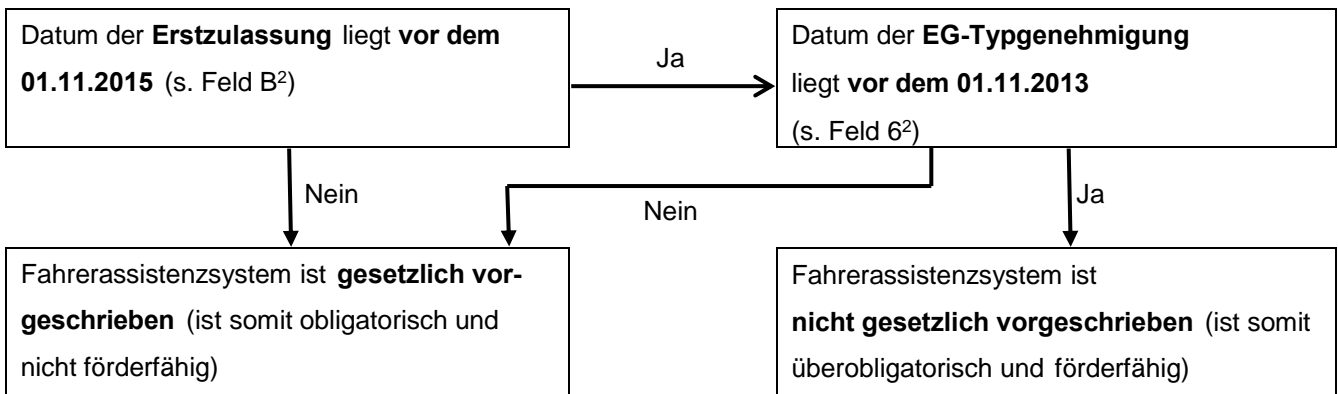 Datum der Erstzulassung liegt vor dem
01.11.2015 (s. Feld B²)
Ja
Datum der EG-Typgenehmigung
liegt vor dem 01.11.2013
(s. Feld 6²)
Nein
Nein
Ja
Fahrerassistenzsystem ist gesetzlich vor-
geschrieben (ist somit obligatorisch und
nicht förderfähig)
Fahrerassistenzsystem ist
nicht gesetzlich vorgeschrieben (ist somit
überobligatorisch und förderfähig)